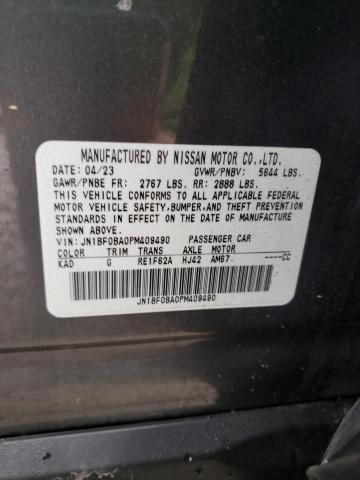 MANUFACTURED BY NISSAN MOTOR CO.,LTD.
DATE: 04/23 GVWR/PNBV: 5644 LBS.
GAWR/PNBE FR: 2767 LBS. RR: 2888 LBS.
THIS VEHICLE CONFORMS TO ALL APPLICABLE FEDERAL
MOTOR VEHICLE SAFETY,BUMPER,AND THEFT PREVENTION
STANDARDS IN EFFECT ON THE DATE OF MANUFACTURE
SHOWN ABOVE.
VIN: JN1BF0BA0PM409490 PASSENGER CAR
COLOR TRIM TRANS AXLE MOTOR
KAD G RE1F62A HJ42 AM67 ----CC
JN1BF0BA0PM409490